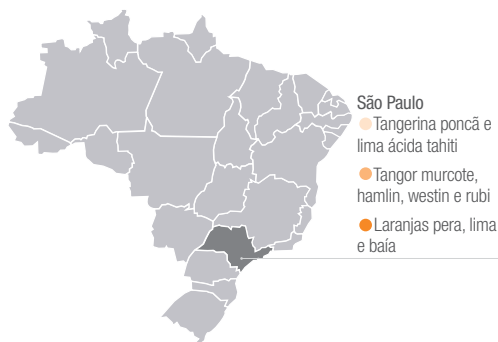 São Paulo
Tangerina poncã e
lima ácida tahiti
Tangor murcote,
hamlin, westin e rubi
Laranjas pera, lima
e baía